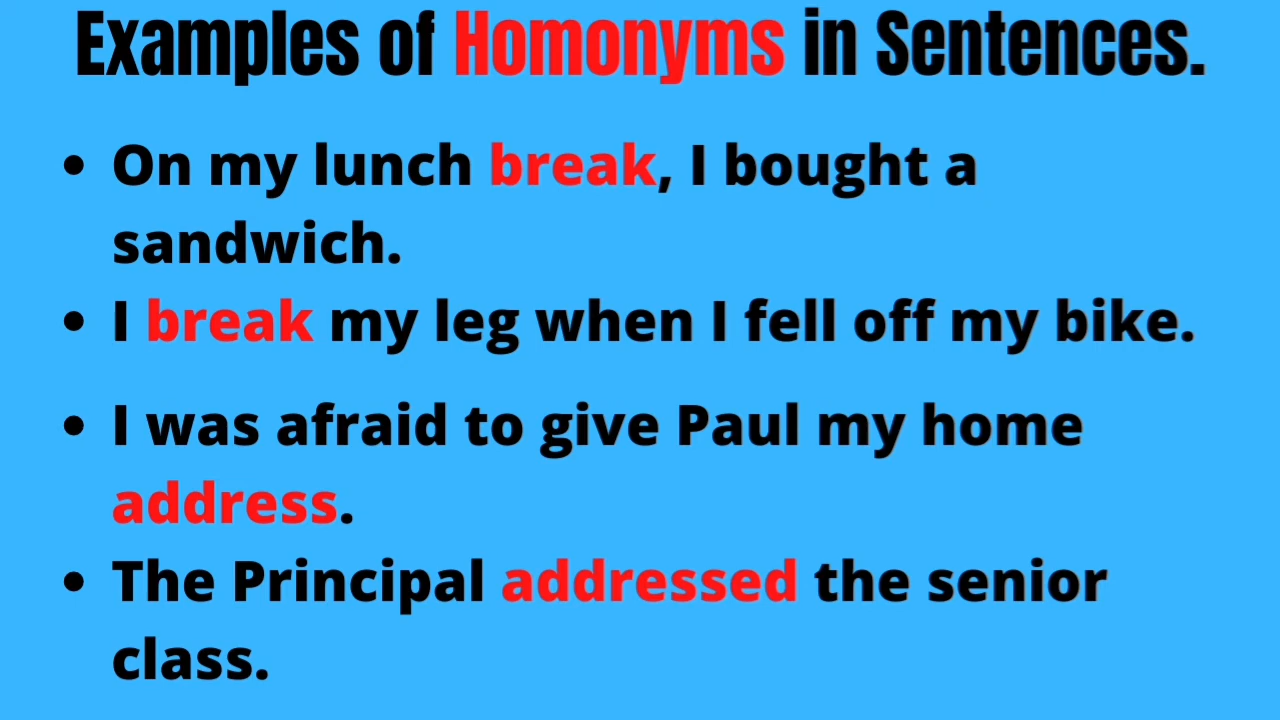 Examples of Homonyms in Sentences.
• On my lunch break, I bought a
sandwich.
• I break my leg when I fell off my bike.
• I was afraid to give Paul my home
address.
• The Principal addressed the senior
class.